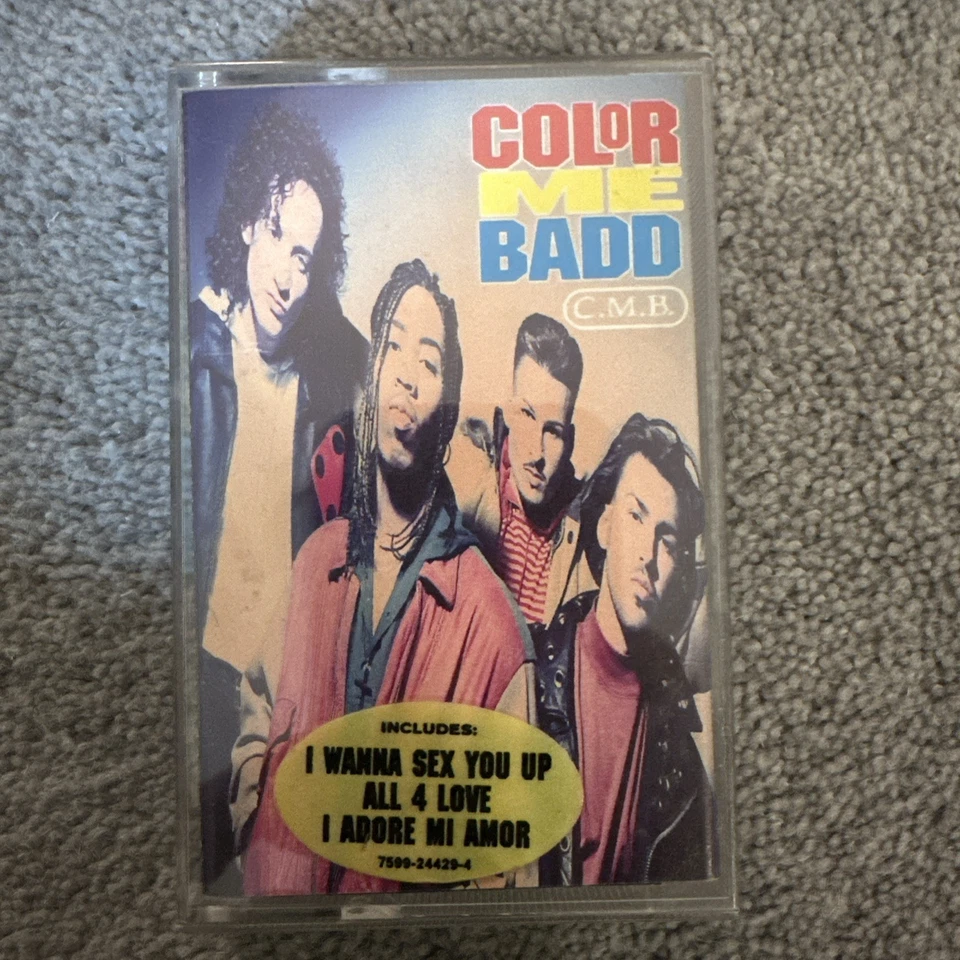 COLOR
ME
BADD
C.M.B.
INCLUDES:
I WANNA SEX YOU UP
ALL 4 LOVE
I ADORE MI AMOR
7599-24429-4